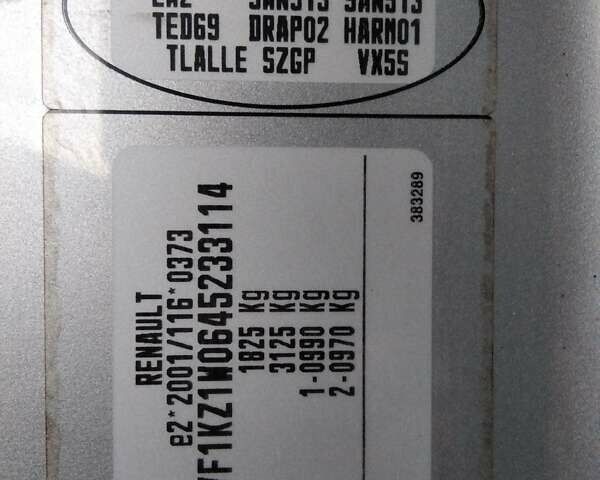 TED69 DRAP02 HARM01
TLALLE SZGP VX5S
RENAULT
e2*2001/116*0373
VF1KZ1W0645233114
1825 Kg
3125 Kg
1-0990 Kg
2-0970 Kg
383289